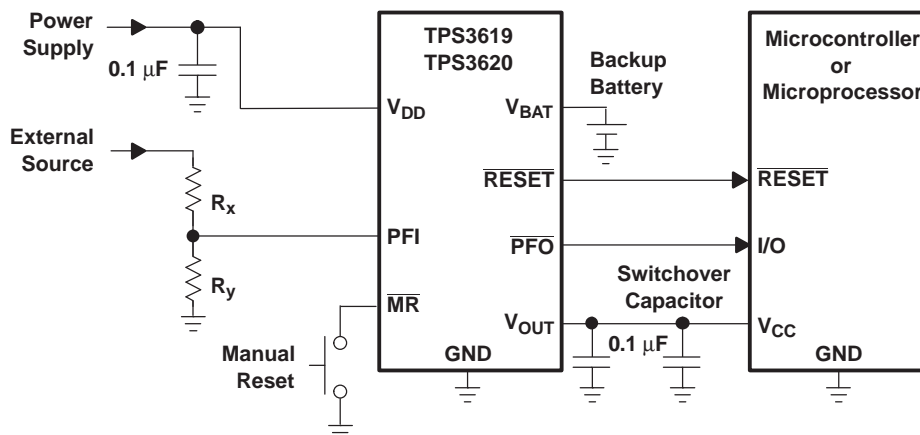 Power
Supply
0.1 μF
TPS3619
TPS3620
Backup
Battery
Microcontroller
or
Microprocessor
VDD
VBAT
External
Source
RESET
RESET
Rx
PFI
PFO
I/O
Ry
Switchover
Capacitor
MR
VOUT
VCC
0.1 μF
Manual
Reset
GND
GND